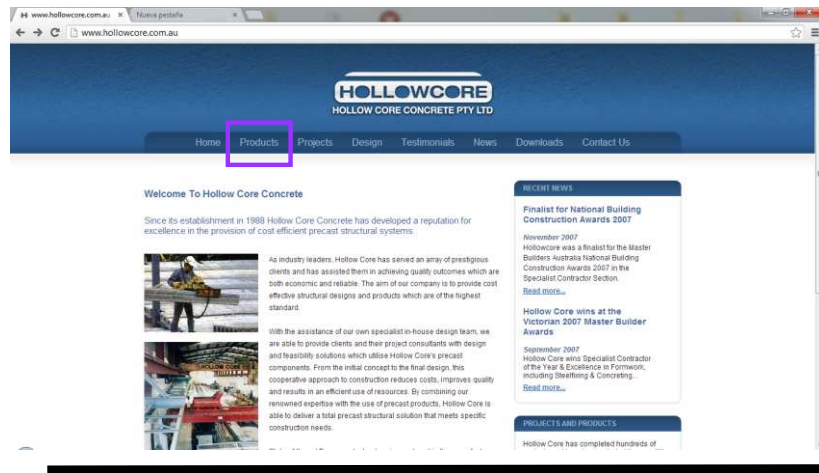 www.hollowcore.com.au
Nueva pestaña
www.hollowcore.com.au
HOLLOWCORE
HOLLOW CORE CONCRETE PTY LTD
Home Products Projects Design Testimonials News Downloads Contact Us
Welcome To Hollow Core Concrete
Since its establishment in 1988 Hollow Core Concrete has developed a reputation for
excellence in the provision of cost efficient precast structural systems.
As industry leaders, Hollow Core has served an array of prestigious
clients and has assisted them in achieving quality outcomes which are
both economic and reliable. The aim of our company is to provide cost
effective structural designs and products which are of the highest
standard.
With the assistance of our own specialist in-house design team, we
are able to provide clients and their project consultants with design
and feasibility solutions which utilise Hollow Core's precast
components. From the initial concept to the final design, this
cooperative approach to construction reduces costs, improves quality
and results in an efficient use of resources. By combining our
renowned expertise with the use of precast products, Hollow Core is
able to deliver a total precast structural solution that meets specific
construction needs.
HOLLOW CORE
RECENT NEWS
Finalist for National Building
Construction Awards 2007
November 2007
Hollowcore was a finalist for the Master
Builders Australia National Building
Construction Awards 2007 in the
Specialist Contractor Section.
Read more...
Hollow Core wins at the
Victorian 2007 Master Builder
Awards
September 2007
Hollow Core wins Specialist Contractor
of the Year & Excellence in Formwork,
including Steelfixing & Concreting...
Read more...
PROJECTS AND PRODUCTS
Hollow Core has completed hundreds of